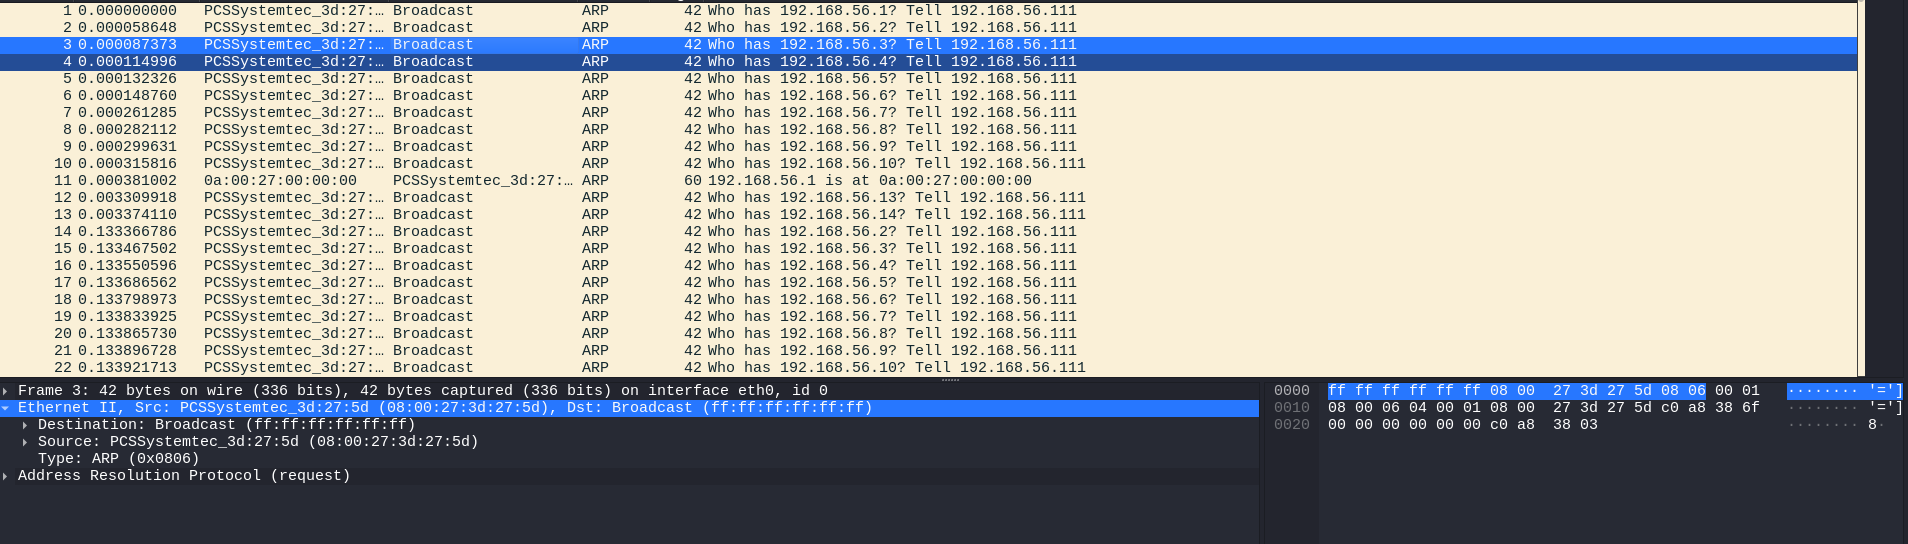 1 0.000000000 PCSSystemtec_3d:27:… Broadcast ARP 42 Who has 192.168.56.1? Tell 192.168.56.111
2 0.000058648 PCSSystemtec_3d:27:… Broadcast ARP 42 Who has 192.168.56.2? Tell 192.168.56.111
3 0.000087373 PCSSystemtec_3d:27:… Broadcast ARP 42 Who has 192.168.56.3? Tell 192.168.56.111
4 0.000114996 PCSSystemtec_3d:27:… Broadcast ARP 42 Who has 192.168.56.4? Tell 192.168.56.111
5 0.000132326 PCSSystemtec_3d:27:… Broadcast ARP 42 Who has 192.168.56.5? Tell 192.168.56.111
6 0.000148760 PCSSystemtec_3d:27:… Broadcast ARP 42 Who has 192.168.56.6? Tell 192.168.56.111
7 0.000261285 PCSSystemtec_3d:27:… Broadcast ARP 42 Who has 192.168.56.7? Tell 192.168.56.111
8 0.000282112 PCSSystemtec_3d:27:… Broadcast ARP 42 Who has 192.168.56.8? Tell 192.168.56.111
9 0.000299631 PCSSystemtec_3d:27:… Broadcast ARP 42 Who has 192.168.56.9? Tell 192.168.56.111
10 0.000315816 PCSSystemtec_3d:27:… Broadcast ARP 42 Who has 192.168.56.10? Tell 192.168.56.111
11 0.000381002 0a:00:27:00:00:00 PCSSystemtec_3d:27:… ARP 60 192.168.56.1 is at 0a:00:27:00:00:00
12 0.003309918 PCSSystemtec_3d:27:… Broadcast ARP 42 Who has 192.168.56.13? Tell 192.168.56.111
13 0.003374110 PCSSystemtec_3d:27:… Broadcast ARP 42 Who has 192.168.56.14? Tell 192.168.56.111
14 0.133366786 PCSSystemtec_3d:27:… Broadcast ARP 42 Who has 192.168.56.2? Tell 192.168.56.111
15 0.133467502 PCSSystemtec_3d:27:… Broadcast ARP 42 Who has 192.168.56.3? Tell 192.168.56.111
16 0.133550596 PCSSystemtec_3d:27:… Broadcast ARP 42 Who has 192.168.56.4? Tell 192.168.56.111
17 0.133686562 PCSSystemtec_3d:27:… Broadcast ARP 42 Who has 192.168.56.5? Tell 192.168.56.111
18 0.133798973 PCSSystemtec_3d:27:… Broadcast ARP 42 Who has 192.168.56.6? Tell 192.168.56.111
19 0.133833925 PCSSystemtec_3d:27:… Broadcast ARP 42 Who has 192.168.56.7? Tell 192.168.56.111
20 0.133865730 PCSSystemtec_3d:27:… Broadcast ARP 42 Who has 192.168.56.8? Tell 192.168.56.111
21 0.133896728 PCSSystemtec_3d:27:… Broadcast ARP 42 Who has 192.168.56.9? Tell 192.168.56.111
22 0.133921713 PCSSystemtec_3d:27:… Broadcast ARP 42 Who has 192.168.56.10? Tell 192.168.56.111
Frame 3: 42 bytes on wire (336 bits), 42 bytes captured (336 bits) on interface eth0, id 0
Ethernet II, Src: PCSSystemtec_3d:27:5d (08:00:27:3d:27:5d), Dst: Broadcast (ff:ff:ff:ff:ff:ff)
Destination: Broadcast (ff:ff:ff:ff:ff:ff)
Source: PCSSystemtec_3d:27:5d (08:00:27:3d:27:5d)
Type: ARP (0x0806)
Address Resolution Protocol (request)
0000 ff ff ff ff ff ff 08 00 27 3d 27 5d 08 06 00 01 ········ '=']
0010 08 00 06 04 00 01 08 00 27 3d 27 5d c0 a8 38 6f ········ '=']
0020 00 00 00 00 00 00 c0 a8 38 03 ········ 8·